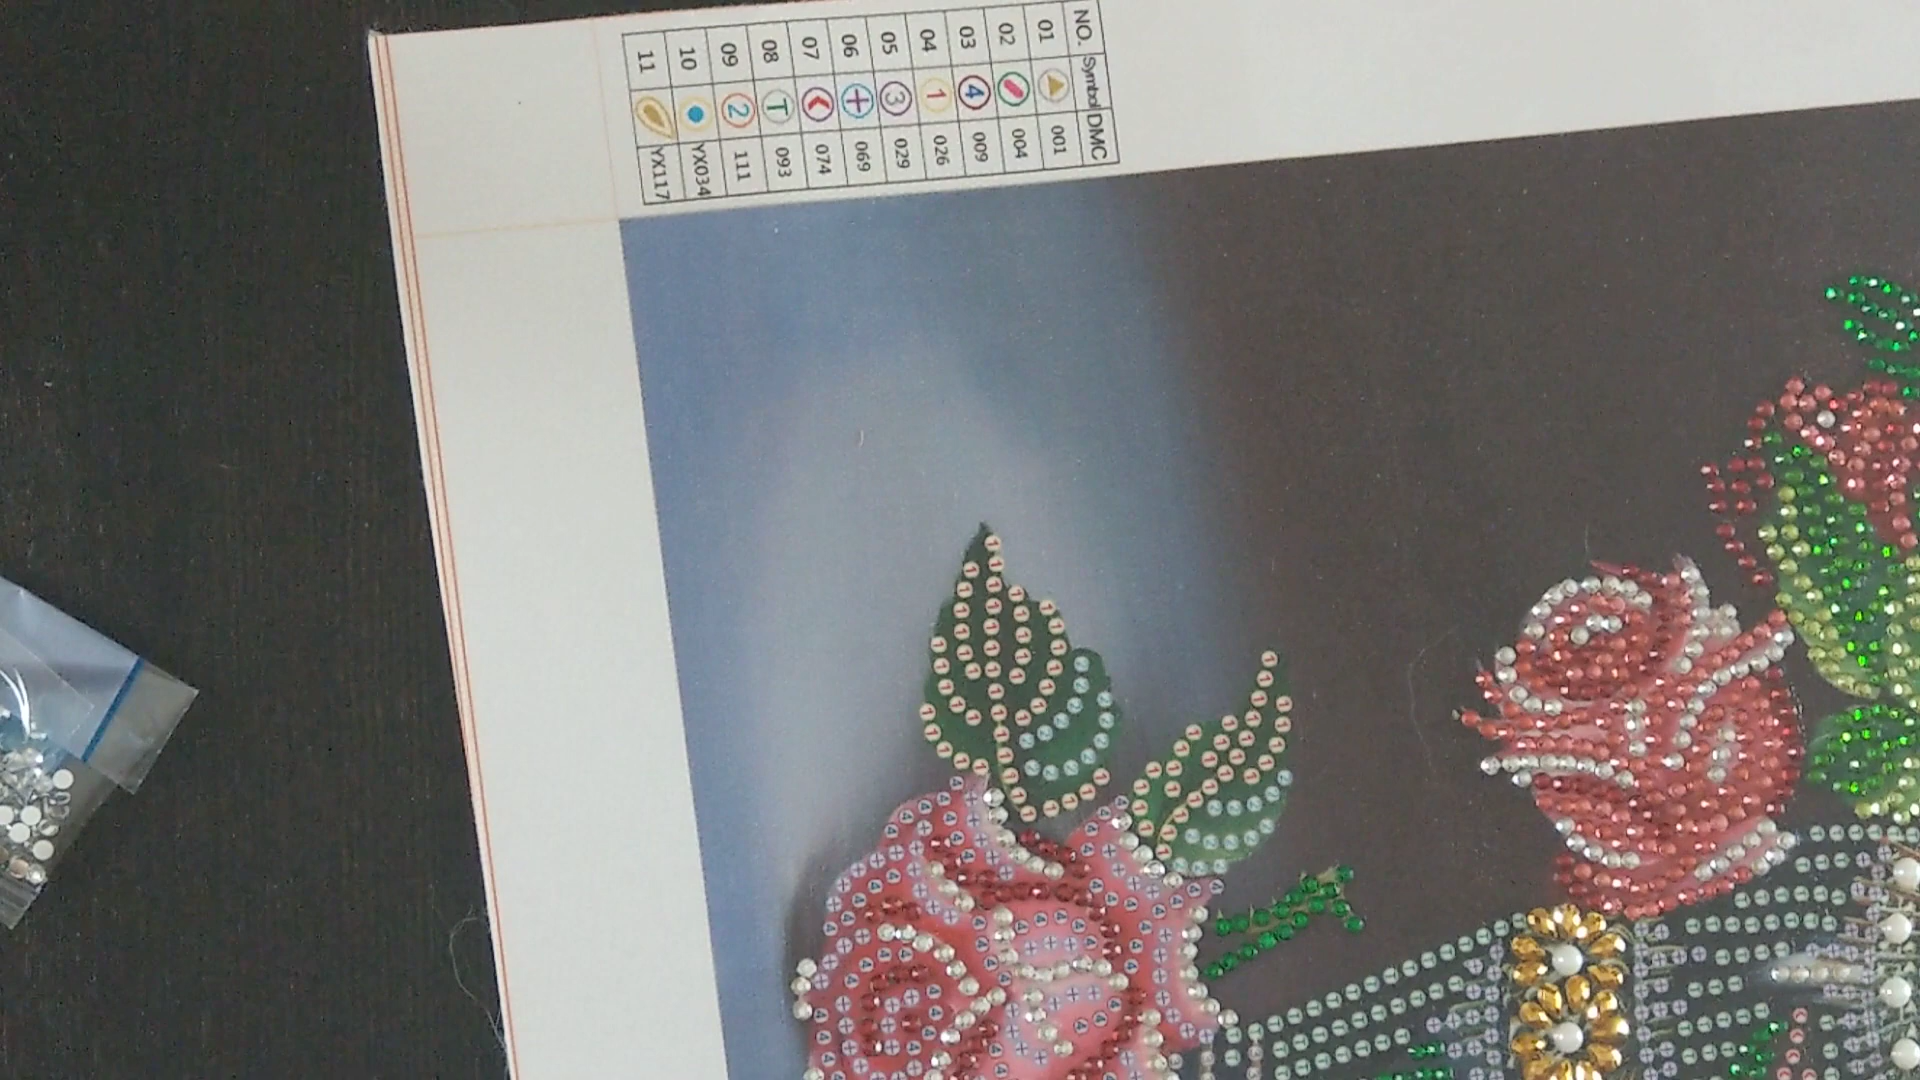 NO. Symbol DMC
01 001
02 004
03 4 009
04 1 026
05 3 029
06 069
07 074
08 T 093
09 2 111
10 YX034
11 YX117